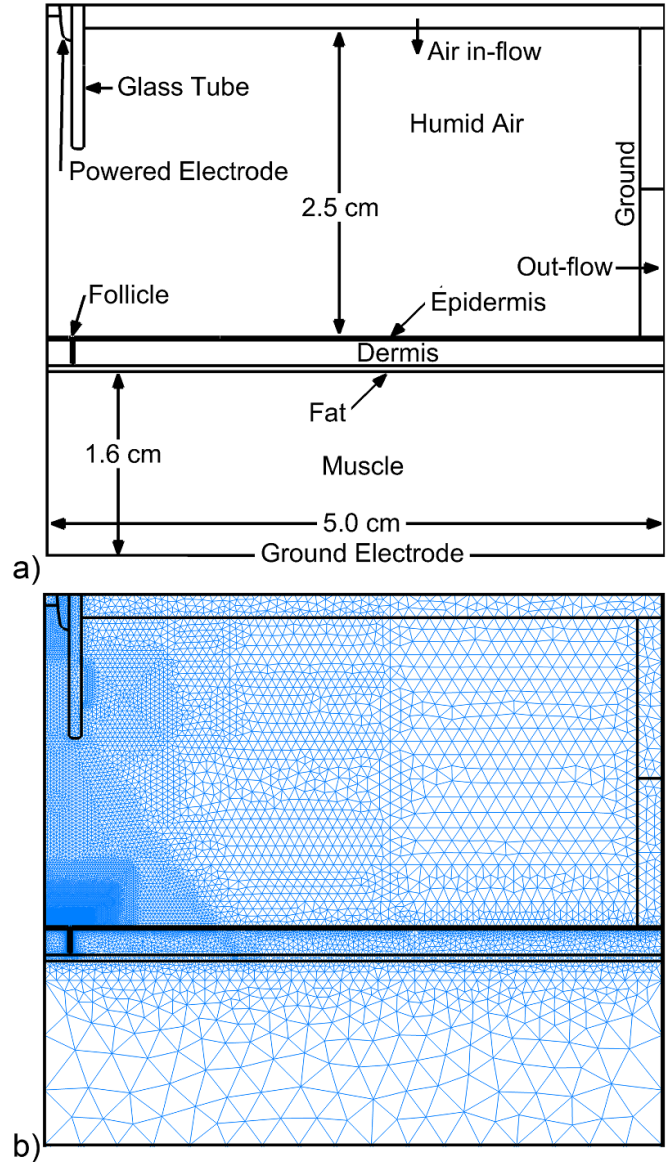 Air in-flow
Glass Tube
Humid Air
Powered Electrode
Ground
2.5 cm
Out-flow
Follicle
Epidermis
Dermis
Fat
1.6 cm
Muscle
5.0 cm
Ground Electrode
a)
b)